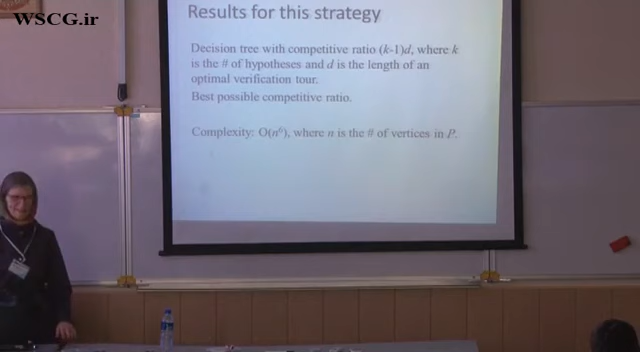 WSCG.ir
Results for this strategy
Decision tree with competitive ratio (k-1)d, where k
is the # of hypotheses and d is the length of an
optimal verification tour.
Best possible competitive ratio.
Complexity: O(n⁶), where n is the # of vertices in P.